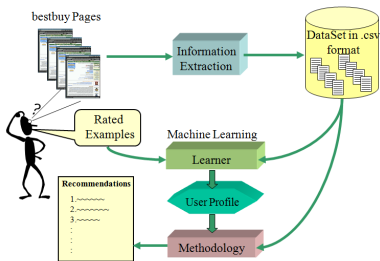 bestbuy Pages
Information
Extraction
DataSet in .csv
format
?
Rated
Examples
Machine Learning
Learner
User Profile
Recommendations
1.~~~~~~
2.~~~~~~~
3.~~~~~
:
:
:
:
Methodology